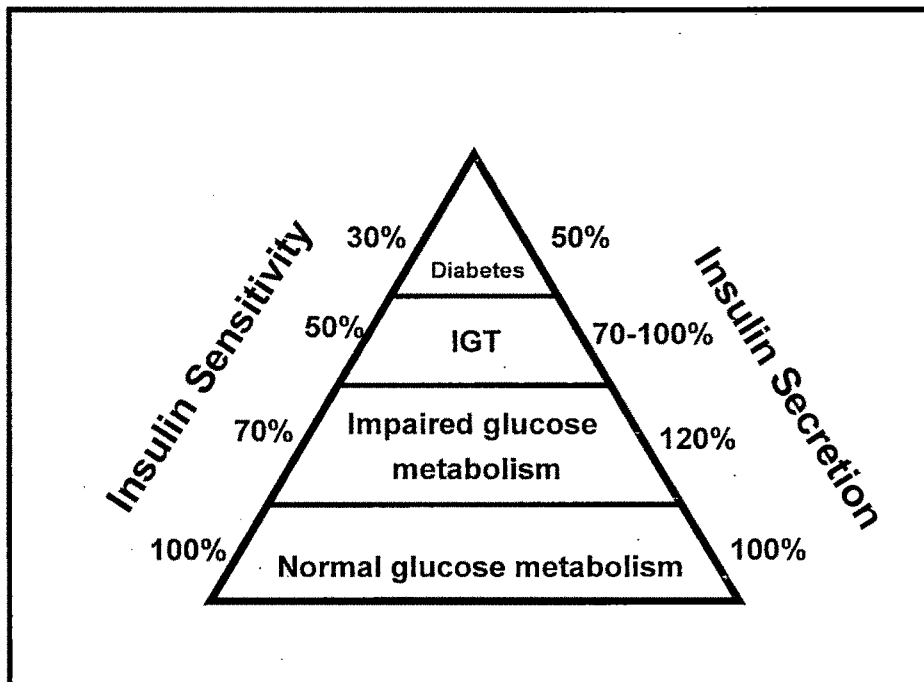 30%
50%
Diabetes
50%
IGT
70-100%
70%
Impaired glucose
metabolism
120%
100%
Normal glucose metabolism
100%
Insulin Sensitivity
Insulin Secretion